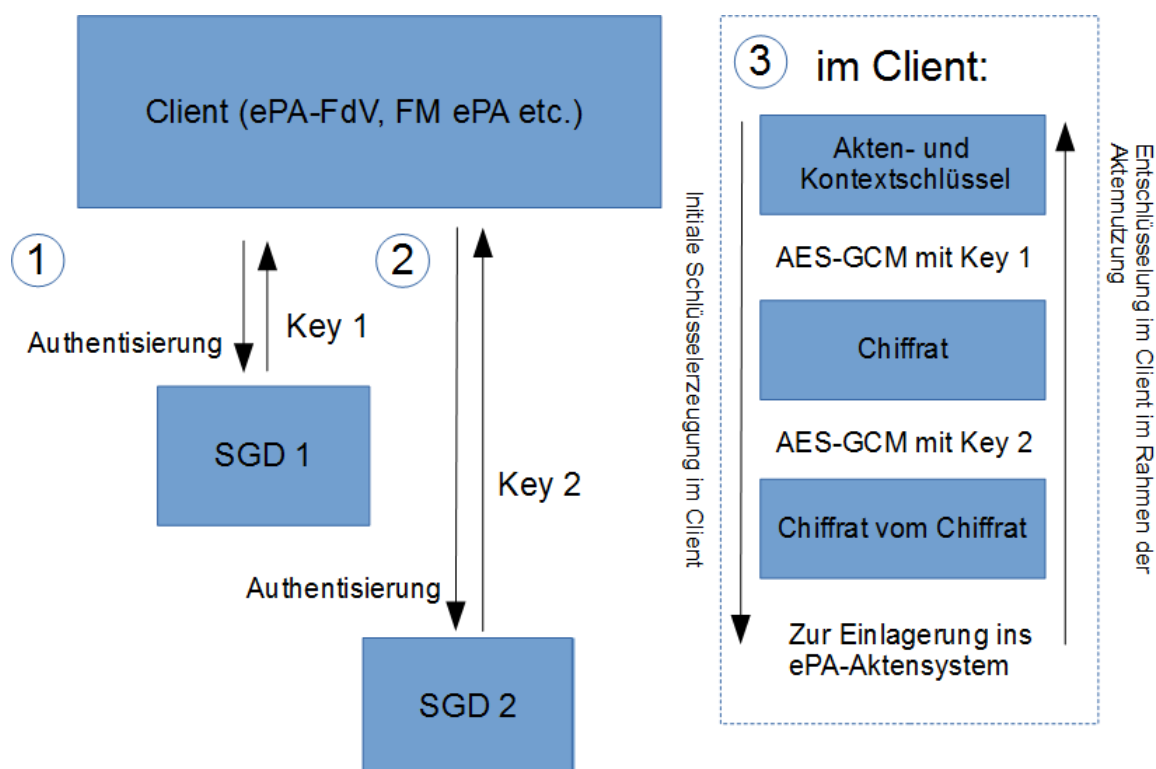 Client (ePA-FdV, FM ePA etc.)
1
Authentisierung
Key 1
SGD 1
2
Authentisierung
Key 2
SGD 2
3
im Client:
Initiale Schlüsselerzeugung im Client
Akten- und
Kontextschlüssel
AES-GCM mit Key 1
Chiffrat
AES-GCM mit Key 2
Chiffrat vom Chiffrat
Zur Einlagerung ins
ePA-Aktensystem
Entschlüsselung im Client im Rahmen der
Aktennutzung